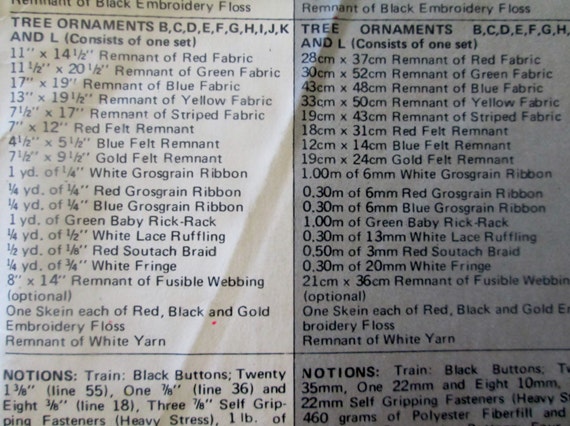 Remnant of Black Embroidery Floss
TREE ORNAMENTS B,C,D,E,F,G,H,I,J,K
AND L (Consists of one set)
11" x 14½" Remnant of Red Fabric
11½" x 20½" Remnant of Green Fabric
17" x 19" Remnant of Blue Fabric
13" x 19½" Remnant of Yellow Fabric
7½" x 17" Remnant of Striped Fabric
7" x 12" Red Felt Remnant
4½" x 5½" Blue Felt Remnant
7½" x 9½" Gold Felt Remnant
1 yd. of ¼" White Grosgrain Ribbon
¼ yd. of ¼" Red Grosgrain Ribbon
¼ yd. of ¼" Blue Grosgrain Ribbon
1 yd. of Green Baby Rick-Rack
¼ yd. of ½" White Lace Ruffling
½ yd. of ⅛" Red Soutach Braid
¼ yd. of ¾" White Fringe
8" x 14" Remnant of Fusible Webbing
(optional)
One Skein each of Red, Black and Gold
Embroidery Floss
Remnant of White Yarn
NOTIONS: Train: Black Buttons; Twenty
1⅜" (line 55), One ⅞" (line 36) and
Eight ⅜" (line 18), Three ⅞" Self Grip-
ping Fasteners (Heavy Stress), 1 lb. of
Remnant of Black Embroidery Floss
TREE ORNAMENTS B,C,D,E,F,G,H,
AND L (Consists of one set)
28cm x 37cm Remnant of Red Fabric
30cm x 52cm Remnant of Green Fabric
43cm x 48cm Remnant of Blue Fabric
33cm x 50cm Remnant of Yellow Fabric
19cm x 43cm Remnant of Striped Fabric
18cm x 31cm Red Felt Remnant
12cm x 14cm Blue Felt Remnant
19cm x 24cm Gold Felt Remnant
1.00m of 6mm White Grosgrain Ribbon
0.30m of 6mm Red Grosgrain Ribbon
0.30m of 6mm Blue Grosgrain Ribbon
1.00m of Green Baby Rick-Rack
0.30m of 13mm White Lace Ruffling
0.50m of 3mm Red Soutach Braid
0.30m of 20mm White Fringe
21cm x 36cm Remnant of Fusible Webbing
(optional)
One Skein each of Red, Black and Gold Em
broidery Floss
Remnant of White Yarn
NOTIONS: Train: Black Buttons; Tw
35mm, One 22mm and Eight 10mm,
22mm Self Gripping Fasteners (Heavy St
460 grams of Polyester Fiberfill and